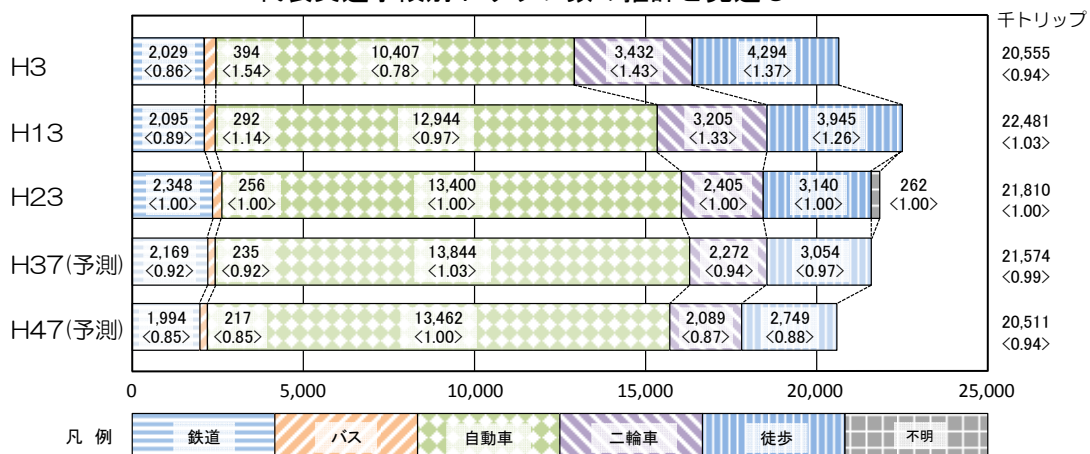 千トリップ
H3
2,029 394 10,407 3,432 4,294 20,555
<0.86> <1.54> <0.78> <1.43> <1.37> <0.94>
H13
2,095 292 12,944 3,205 3,945 22,481
<0.89> <1.14> <0.97> <1.33> <1.26> <1.03>
H23
2,348 256 13,400 2,405 3,140 262 21,810
<1.00> <1.00> <1.00> <1.00> <1.00> <1.00> <1.00>
H37(予測)
2,169 235 13,844 2,272 3,054 21,574
<0.92> <0.92> <1.03> <0.94> <0.97> <0.99>
H47(予測)
1,994 217 13,462 2,089 2,749 20,511
<0.85> <0.85> <1.00> <0.87> <0.88> <0.94>
0 5,000 10,000 15,000 20,000 25,000
凡 例 鉄道 バス 自動車 二輪車 徒歩 不明